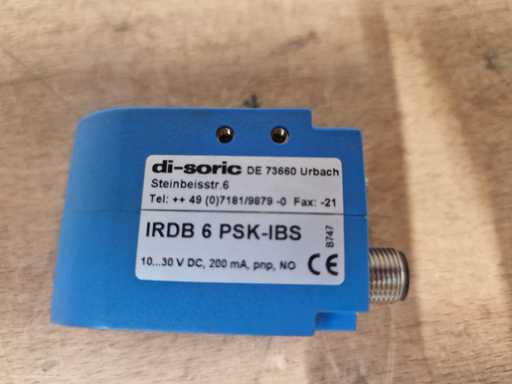 di-soric DE 73660 Urbach
Steinbeisstr.6
Tel: ++ 49 (0)7181/9879 -0 Fax: -21
IRDB 6 PSK-IBS
B747
10...30 V DC, 200 mA, pnp, NO CE